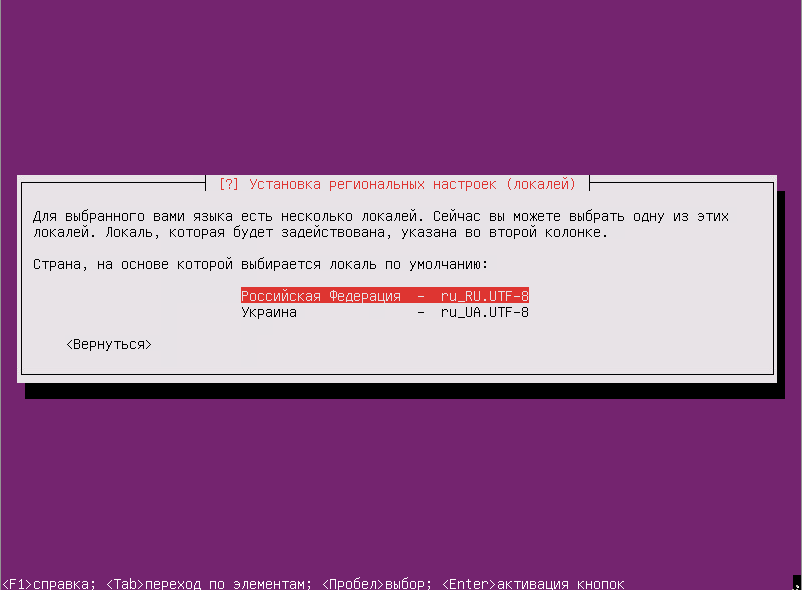 [?] Установка региональных настроек (локалей)
Для выбранного вами языка есть несколько локалей. Сейчас вы можете выбрать одну из этих
локалей. Локаль, которая будет задействована, указана во второй колонке.
Страна, на основе которой выбирается локаль по умолчанию:
Российская Федерация - ru_RU.UTF-8
Украина - ru_UA.UTF-8
<Вернуться>
<F1>справка; <Tab>переход по элементам; <Пробел>выбор; <Enter>активация кнопок